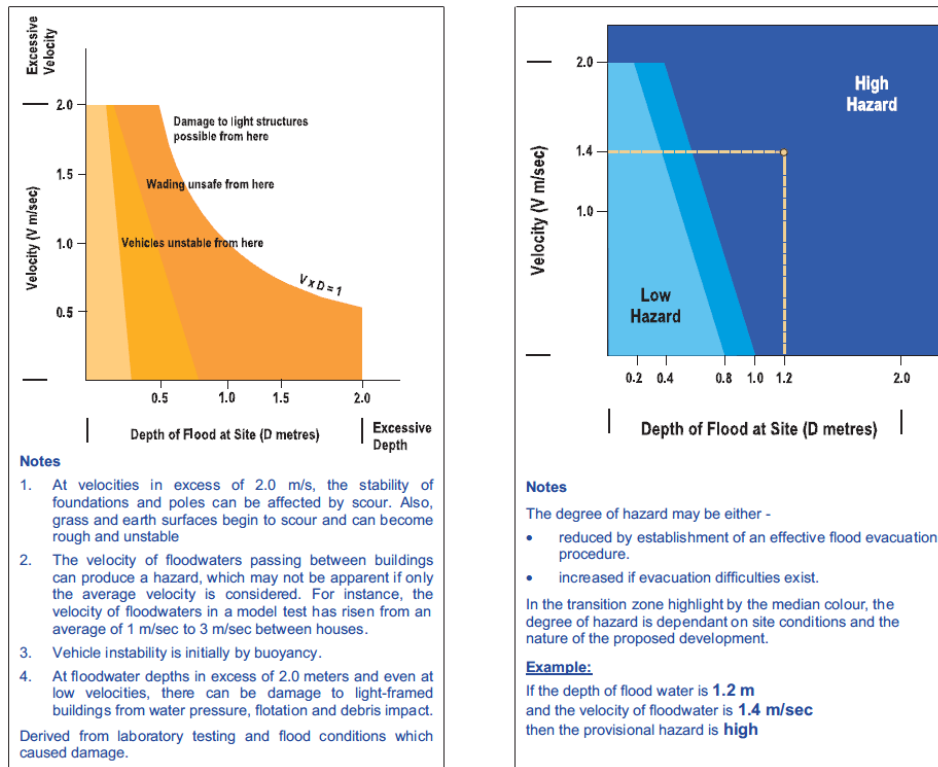 Excessive
Velocity
2.0
1.5
1.0
0.5
Velocity (V m/sec)
Damage to light structures
possible from here
Wading unsafe from here
Vehicles unstable from here
V x D = 1
0.5
1.0
1.5
2.0
Depth of Flood at Site (D metres)
Excessive
Depth
Notes
1. At velocities in excess of 2.0 m/s, the stability of
foundations and poles can be affected by scour. Also,
grass and earth surfaces begin to scour and can become
rough and unstable
2. The velocity of floodwaters passing between buildings
can produce a hazard, which may not be apparent if only
the average velocity is considered. For instance, the
velocity of floodwaters in a model test has risen from an
average of 1 m/sec to 3 m/sec between houses.
3. Vehicle instability is initially by buoyancy.
4. At floodwater depths in excess of 2.0 meters and even at
low velocities, there can be damage to light-framed
buildings from water pressure, flotation and debris impact.
Derived from laboratory testing and flood conditions which
caused damage.
2.0
1.4
1.0
Velocity (V m/sec)
High
Hazard
Low
Hazard
0.2
0.4
0.8
1.0
1.2
2.0
Depth of Flood at Site (D metres)
Notes
The degree of hazard may be either -
• reduced by establishment of an effective flood evacuation
procedure.
• increased if evacuation difficulties exist.
In the transition zone highlight by the median colour, the
degree of hazard is dependant on site conditions and the
nature of the proposed development.
Example:
If the depth of flood water is 1.2 m
and the velocity of floodwater is 1.4 m/sec
then the provisional hazard is high